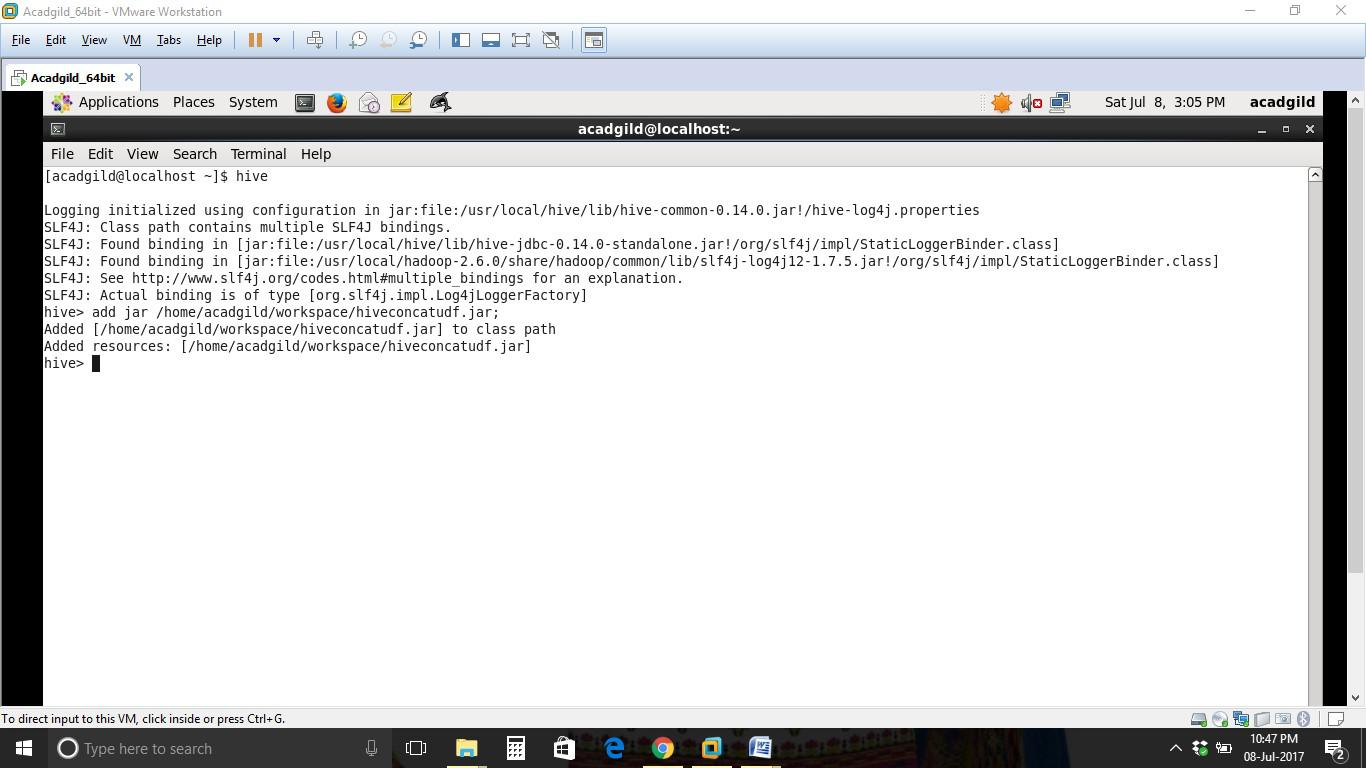 Acadgild_64bit - VMware Workstation
File Edit View VM Tabs Help
Acadgild_64bit
Applications Places System Sat Jul 8, 3:05 PM acadgild
acadgild@localhost:~
File Edit View Search Terminal Help
[acadgild@localhost ~]$ hive
Logging initialized using configuration in jar:file:/usr/local/hive/lib/hive-common-0.14.0.jar!/hive-log4j.properties
SLF4J: Class path contains multiple SLF4J bindings.
SLF4J: Found binding in [jar:file:/usr/local/hive/lib/hive-jdbc-0.14.0-standalone.jar!/org/slf4j/impl/StaticLoggerBinder.class]
SLF4J: Found binding in [jar:file:/usr/local/hadoop-2.6.0/share/hadoop/common/lib/slf4j-log4j12-1.7.5.jar!/org/slf4j/impl/StaticLoggerBinder.class]
SLF4J: See http://www.slf4j.org/codes.html#multiple_bindings for an explanation.
SLF4J: Actual binding is of type [org.slf4j.impl.Log4jLoggerFactory]
hive> add jar /home/acadgild/workspace/hiveconcatudf.jar;
Added [/home/acadgild/workspace/hiveconcatudf.jar] to class path
Added resources: [/home/acadgild/workspace/hiveconcatudf.jar]
hive>
To direct input to this VM, click inside or press Ctrl+G.
Type here to search
10:47 PM
08-Jul-2017
2